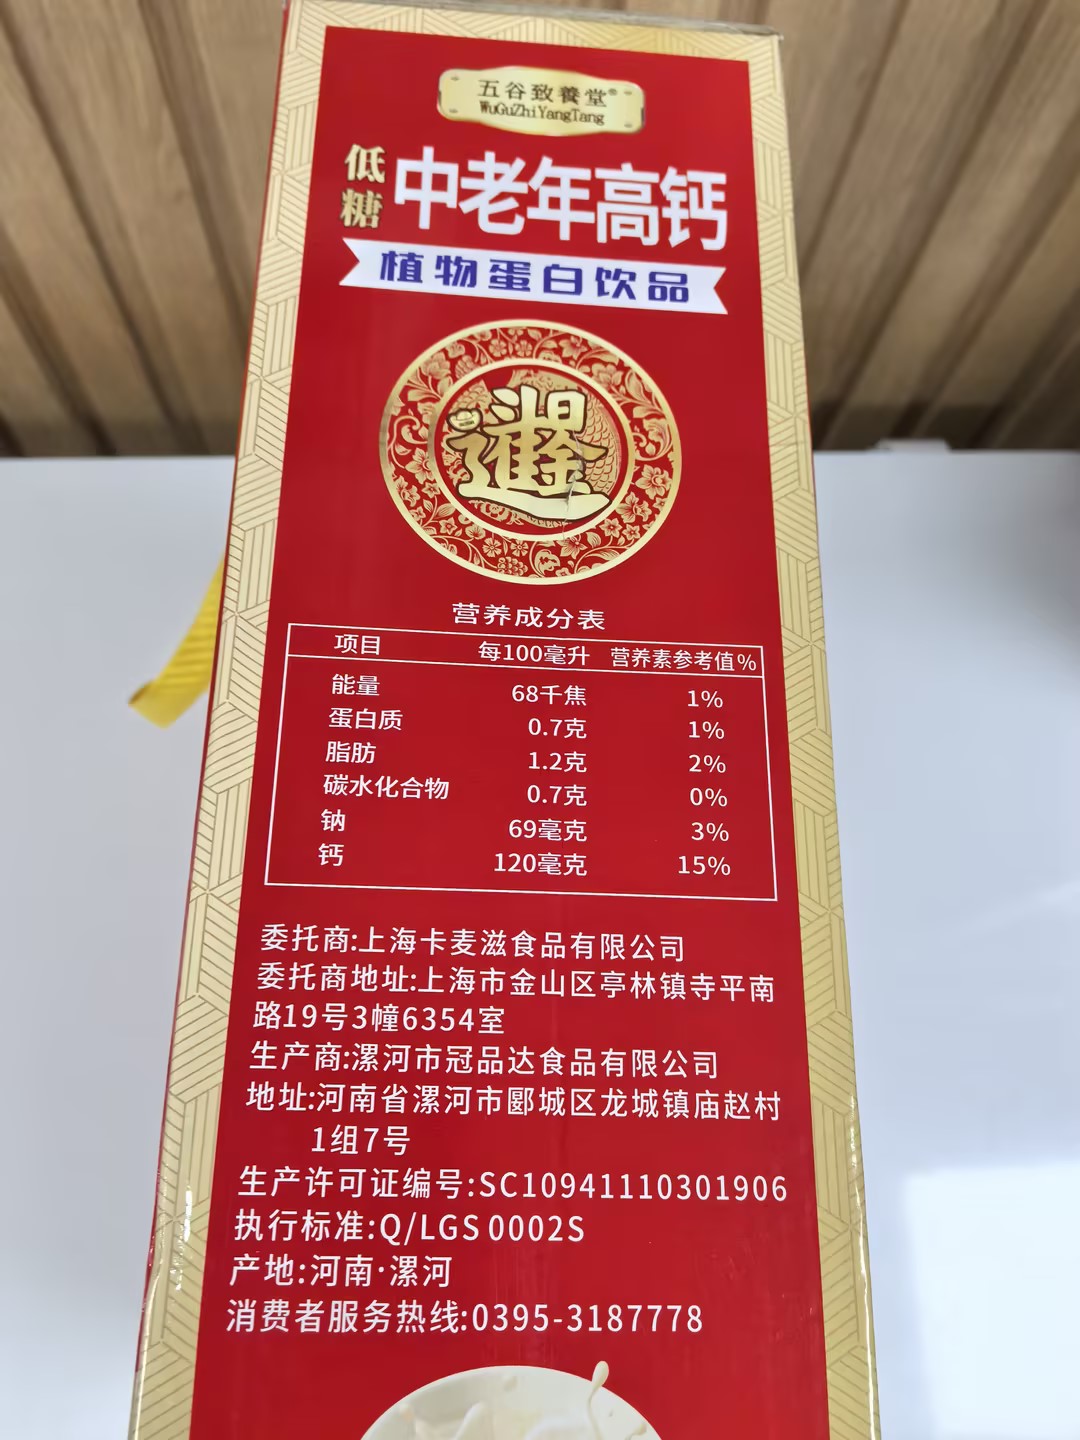 五谷致養堂®
WuGuZhiYangTang
低糖
中老年高钙
植物蛋白饮品
营养成分表
项目 每100毫升 营养素参考值%
能量 68千焦 1%
蛋白质 0.7克 1%
脂肪 1.2克 2%
碳水化合物 0.7克 0%
钠 69毫克 3%
钙 120毫克 15%
委托商:上海卡麦滋食品有限公司
委托商地址:上海市金山区亭林镇寺平南
路19号3幢6354室
生产商:漯河市冠品达食品有限公司
地址:河南省漯河市郾城区龙城镇庙赵村
1组7号
生产许可证编号:SC10941110301906
执行标准:Q/LGS 0002S
产地:河南·漯河
消费者服务热线:0395-3187778